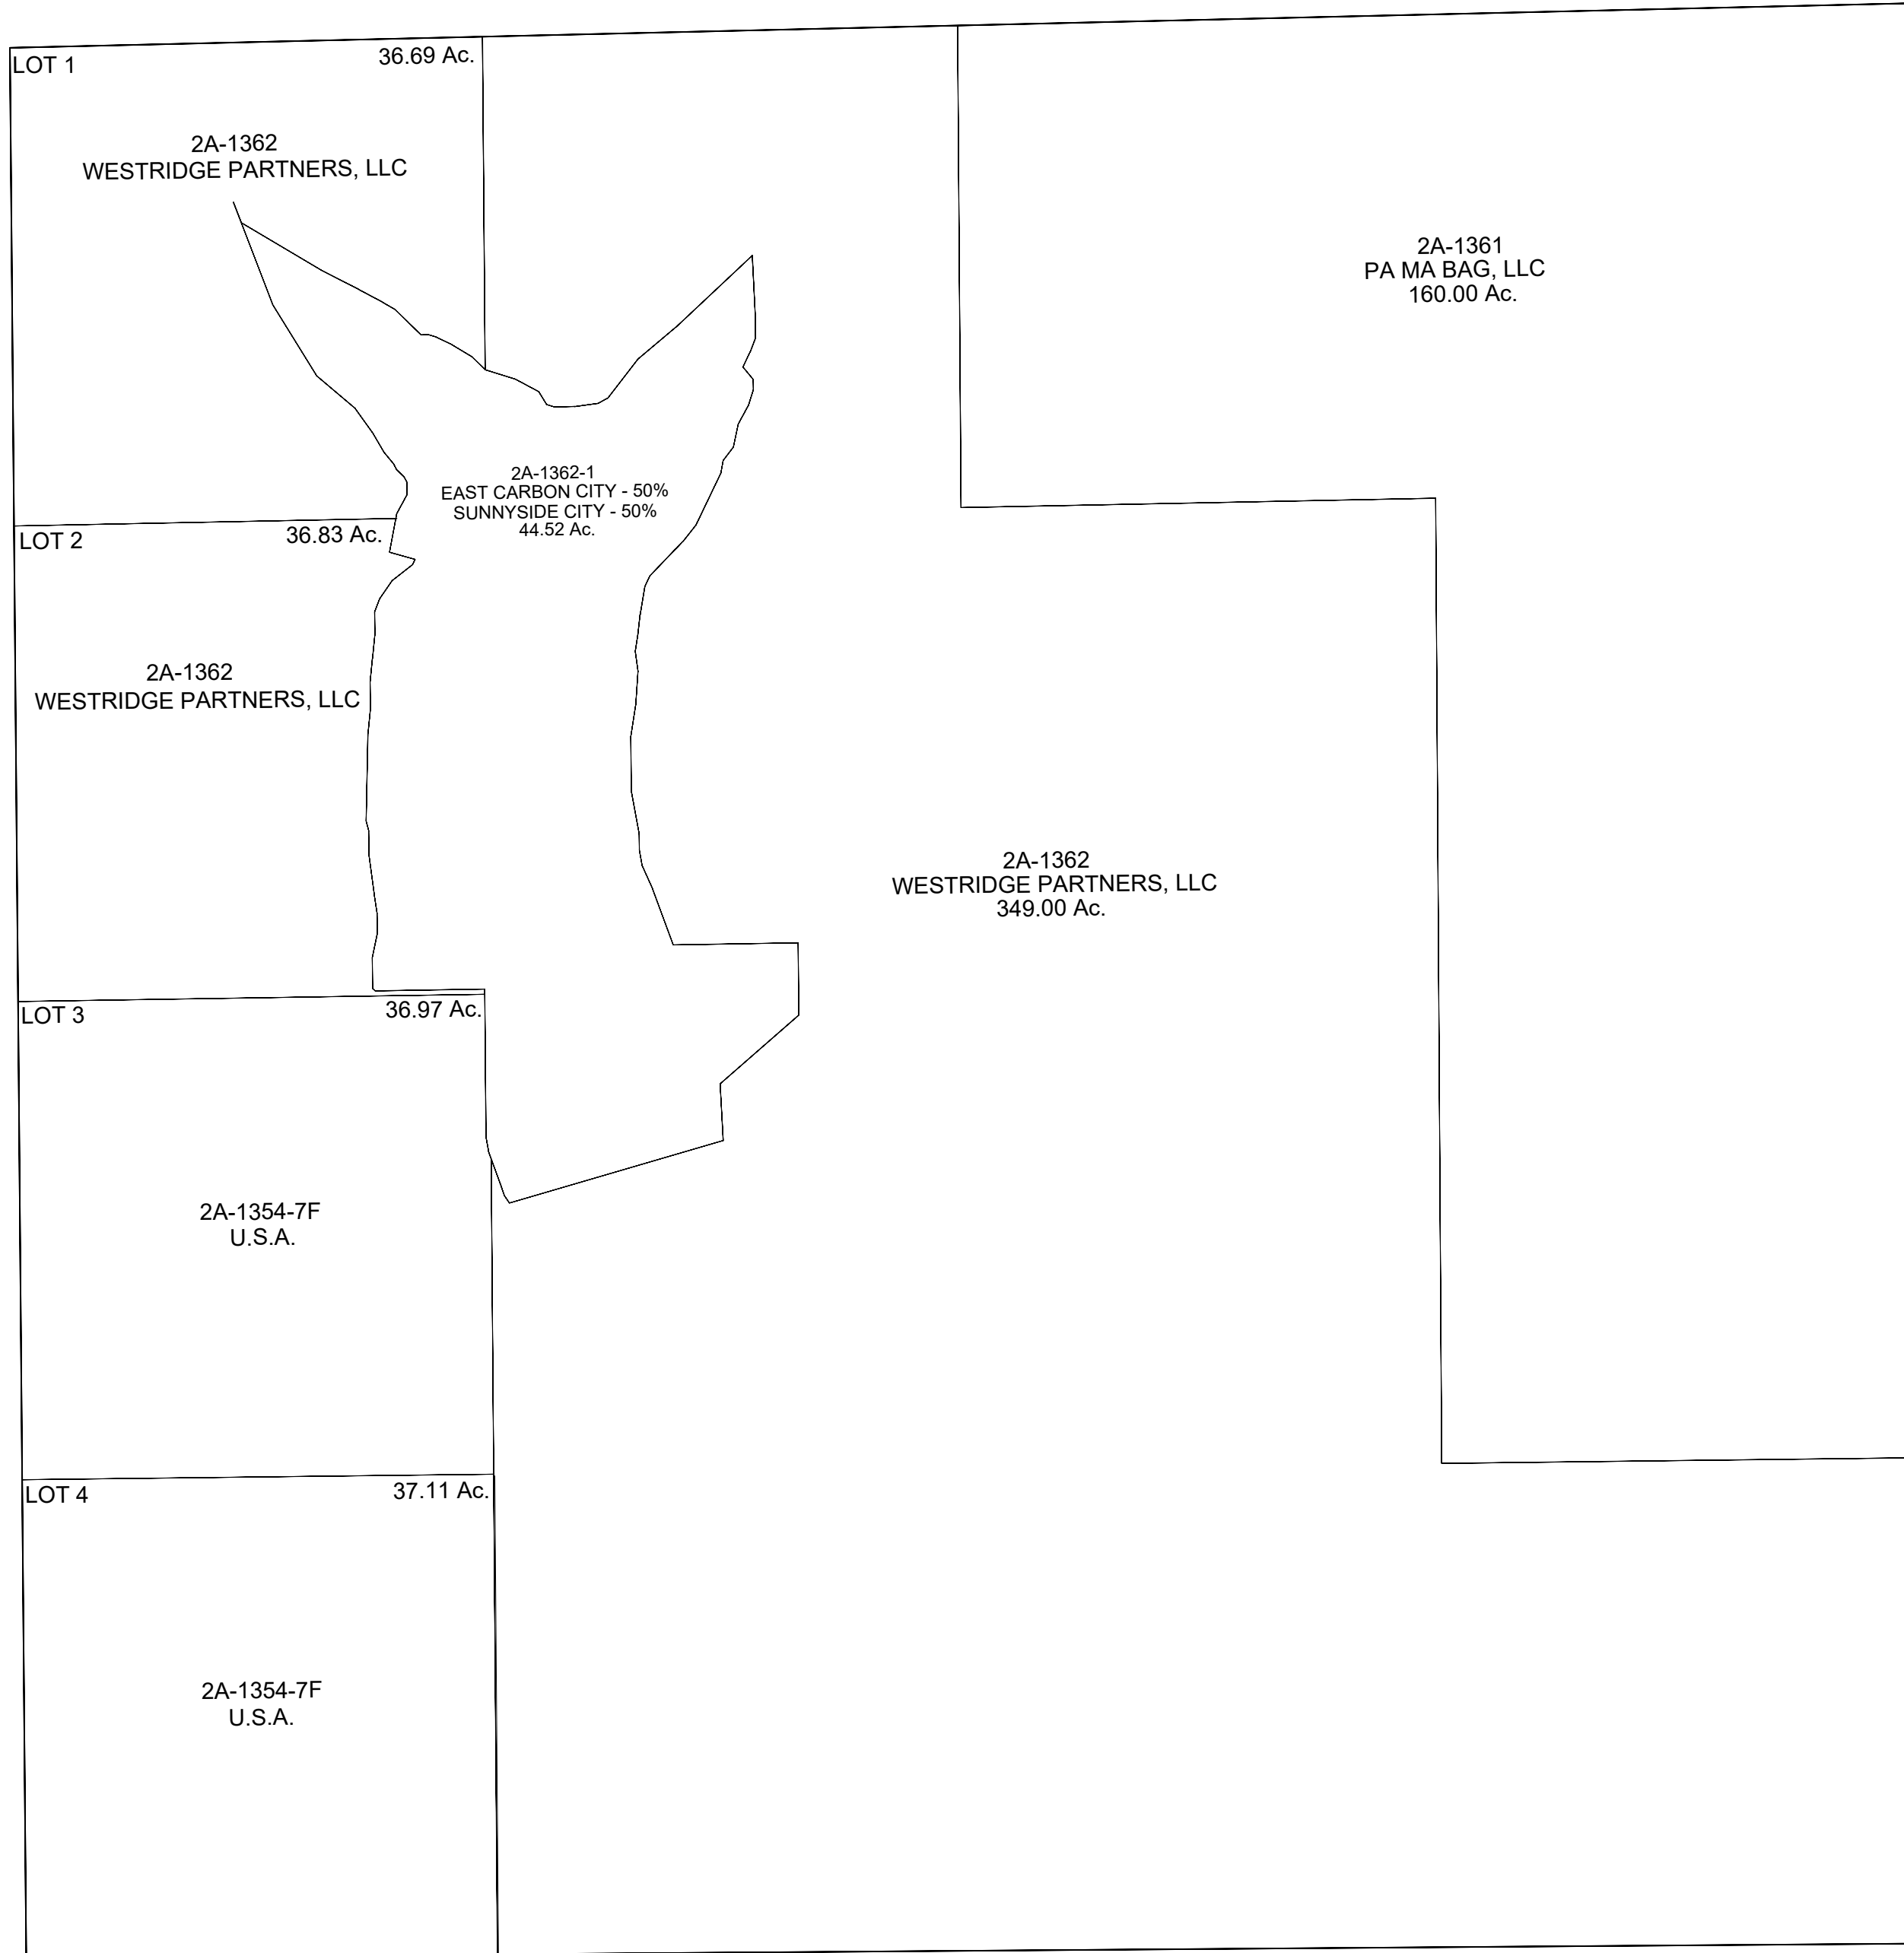 LOT 1
36.69 Ac.
2A-1362
WESTRIDGE PARTNERS, LLC
2A-1361
PA MA BAG, LLC
160.00 Ac.
2A-1362-1
EAST CARBON CITY - 50%
SUNNYSIDE CITY - 50%
44.52 Ac.
LOT 2
36.83 Ac.
2A-1362
WESTRIDGE PARTNERS, LLC
2A-1362
WESTRIDGE PARTNERS, LLC
349.00 Ac.
LOT 3
36.97 Ac.
2A-1354-7F
U.S.A.
LOT 4
37.11 Ac.
2A-1354-7F
U.S.A.